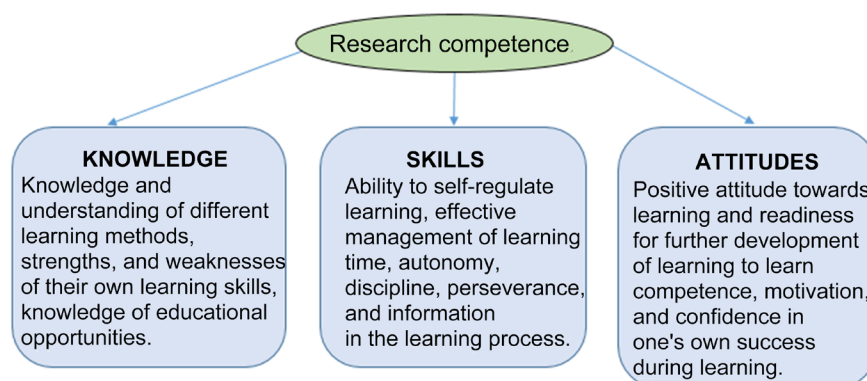 Research competence.
KNOWLEDGE
Knowledge and
understanding of different
learning methods,
strengths, and weaknesses
of their own learning skills,
knowledge of educational
opportunities.
SKILLS
Ability to self-regulate
learning, effective
management of learning
time, autonomy,
discipline, perseverance,
and information
in the learning process.
ATTITUDES
Positive attitude towards
learning and readiness
for further development
of learning to learn
competence, motivation,
and confidence in
one's own success
during learning.